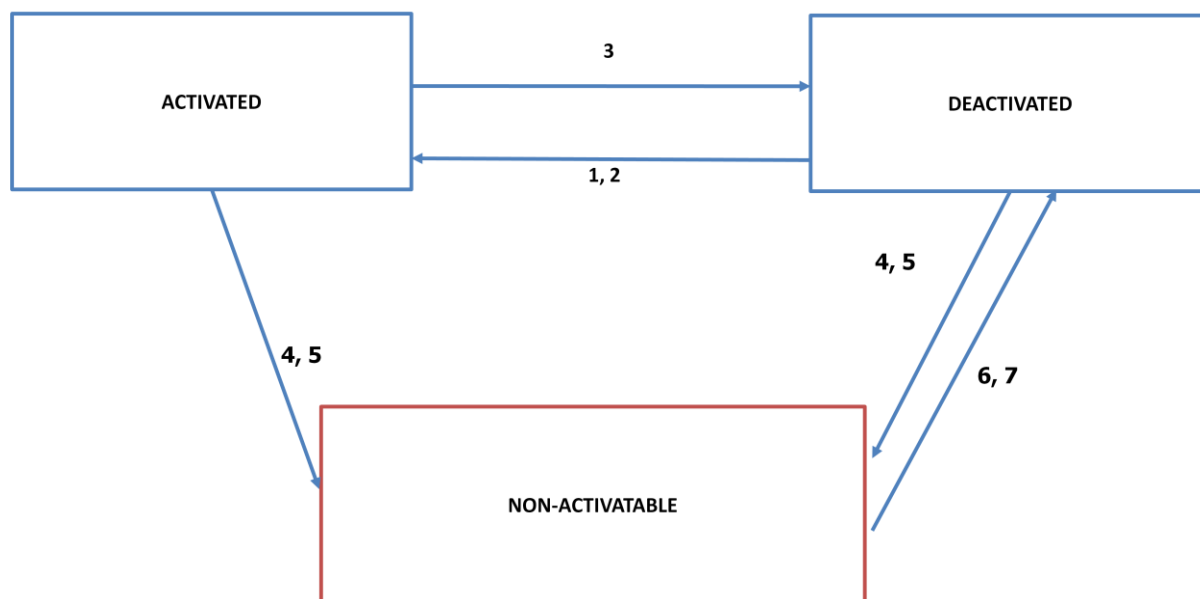 3
ACTIVATED
DEACTIVATED
1, 2
4, 5
4, 5
6, 7
NON-ACTIVATABLE